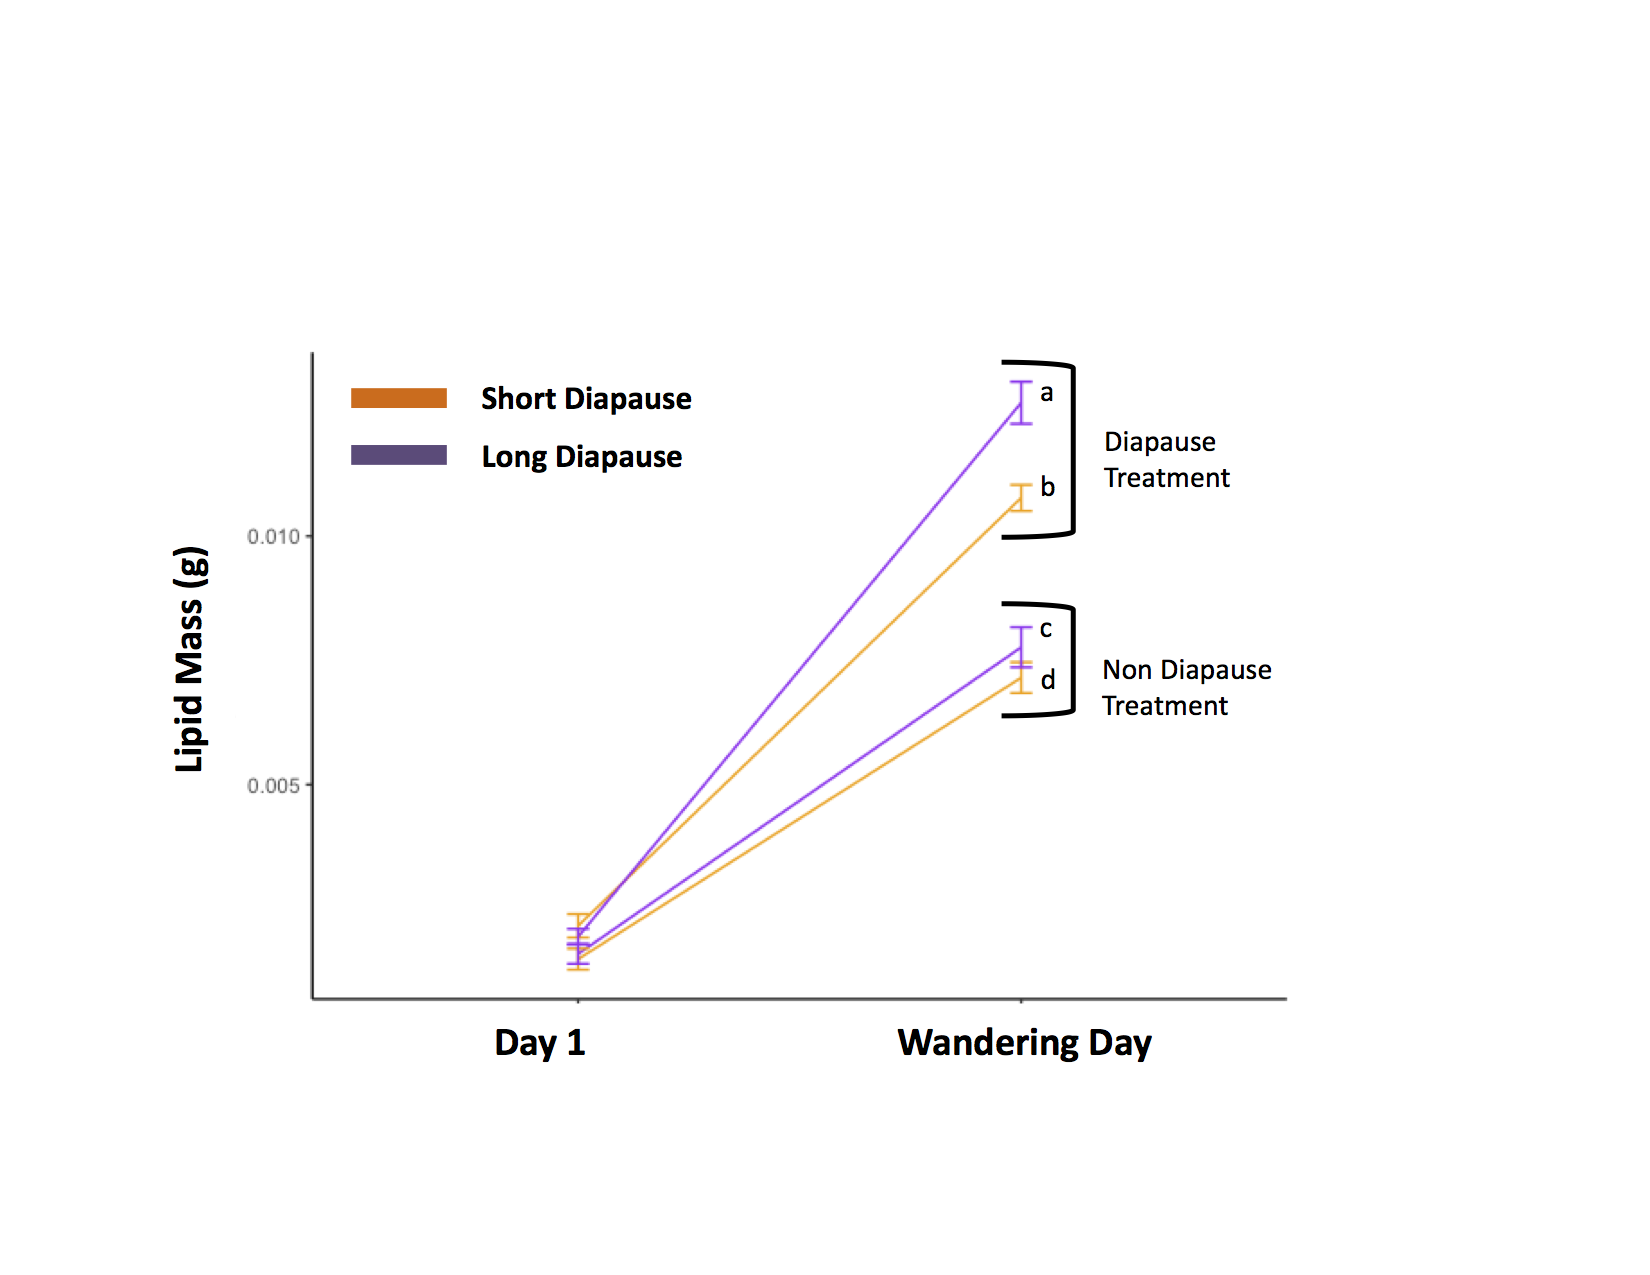 Short Diapause
Long Diapause
a
Diapause
Treatment
b
0.010
Lipid Mass (g)
c
Non Diapause
Treatment
d
0.005
Day 1
Wandering Day